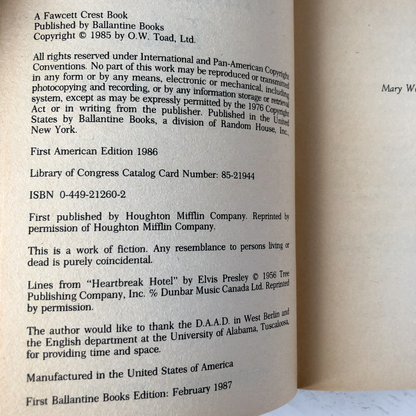 A Fawcett Crest Book
Published by Ballantine Books
Copyright © 1985 by O.W. Toad, Ltd.
All rights reserved under International and Pan-American Copyright
Conventions. No part of this work may be reproduced or transmitted
in any form or by any means, electronic or mechanical, including
photocopying and recording, or by any information storage or retrieval
system, except as may be expressly permitted by the 1976 Copyright
Act or in writing from the publisher. Published in the United
States by Ballantine Books, a division of Random House, Inc.,
New York.
First American Edition 1986
Library of Congress Catalog Card Number: 85-21944
ISBN 0-449-21260-2
First published by Houghton Mifflin Company. Reprinted by
permission of Houghton Mifflin Company.
This is a work of fiction. Any resemblance to persons living or
dead is purely coincidental.
Lines from "Heartbreak Hotel" by Elvis Presley © 1956 Tree
Publishing Company, Inc. % Dunbar Music Canada Ltd. Reprinted
by permission.
The author would like to thank the D.A.A.D. in West Berlin and
the English department at the University of Alabama, Tuscaloosa,
for providing time and space.
Manufactured in the United States of America
First Ballantine Books Edition: February 1987
Mary